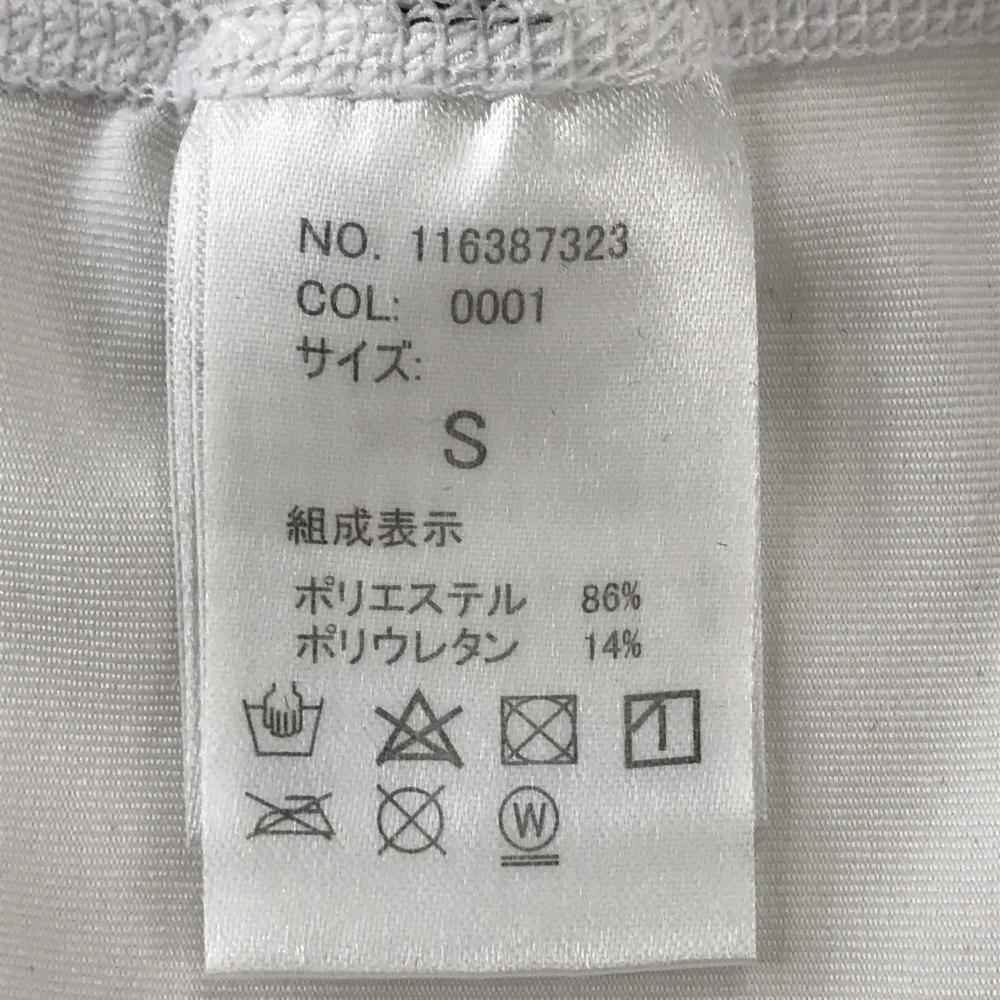 NO. 116387323
COL: 0001
サイズ:
S
組成表示
ポリエステル 86%
ポリウレタン 14%
W